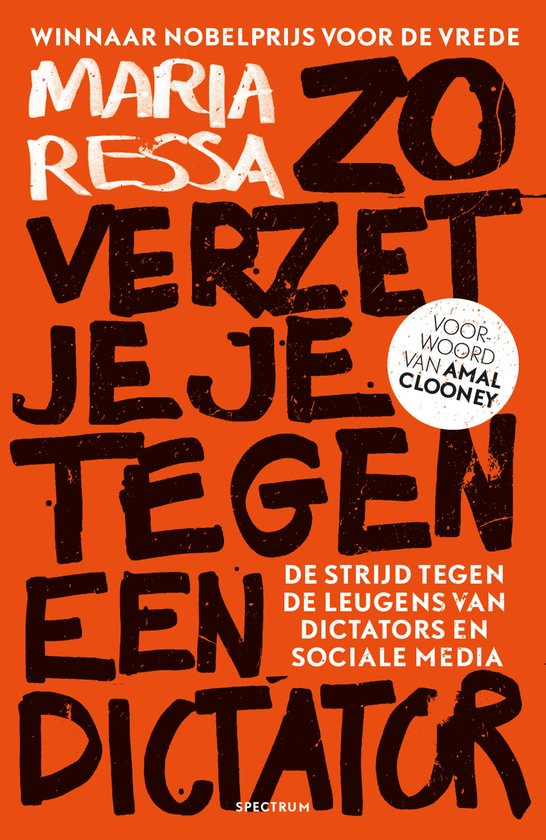 WINNAAR NOBELPRIJS VOOR DE VREDE
MARIA
RESSA
ZO
VERZET
JE JE
TEGEN
EEN
DICTATOR
VOOR-
WOORD
VAN AMAL
CLOONEY
DE STRIJD TEGEN
DE LEUGENS VAN
DICTATORS EN
SOCIALE MEDIA
SPECTRUM